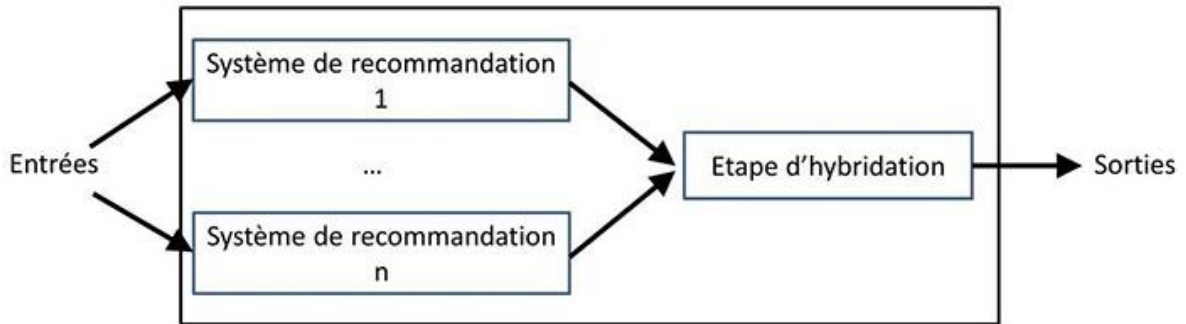 Système de recommandation
1
Entrées
...
Etape d'hybridation
Sorties
Système de recommandation
n